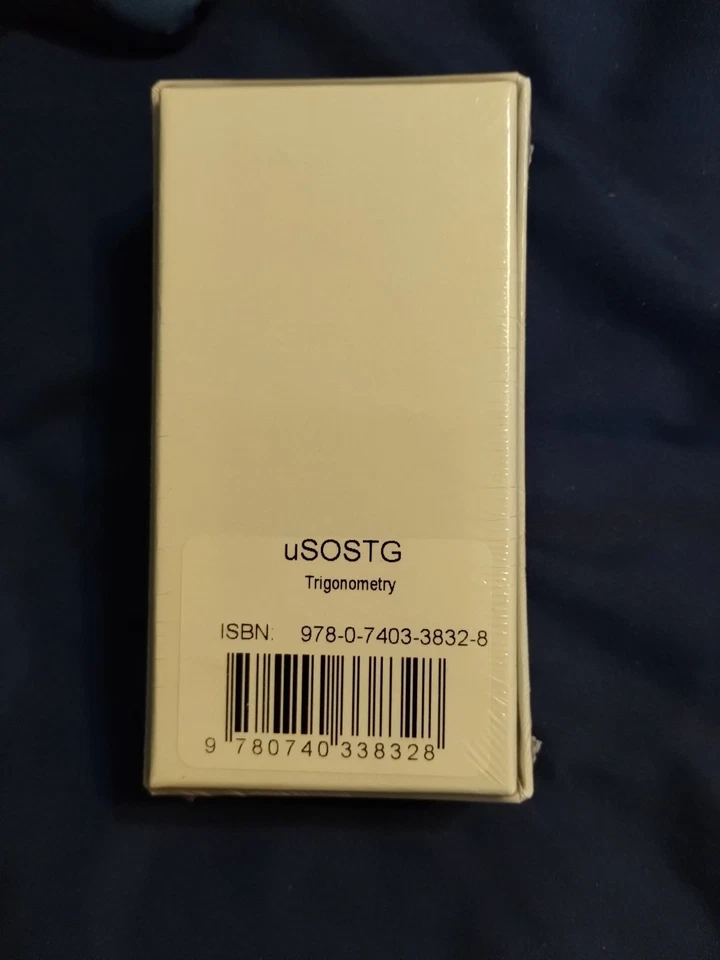 uSOSTG
Trigonometry
ISBN: 978-0-7403-3832-8
9 780740 338328